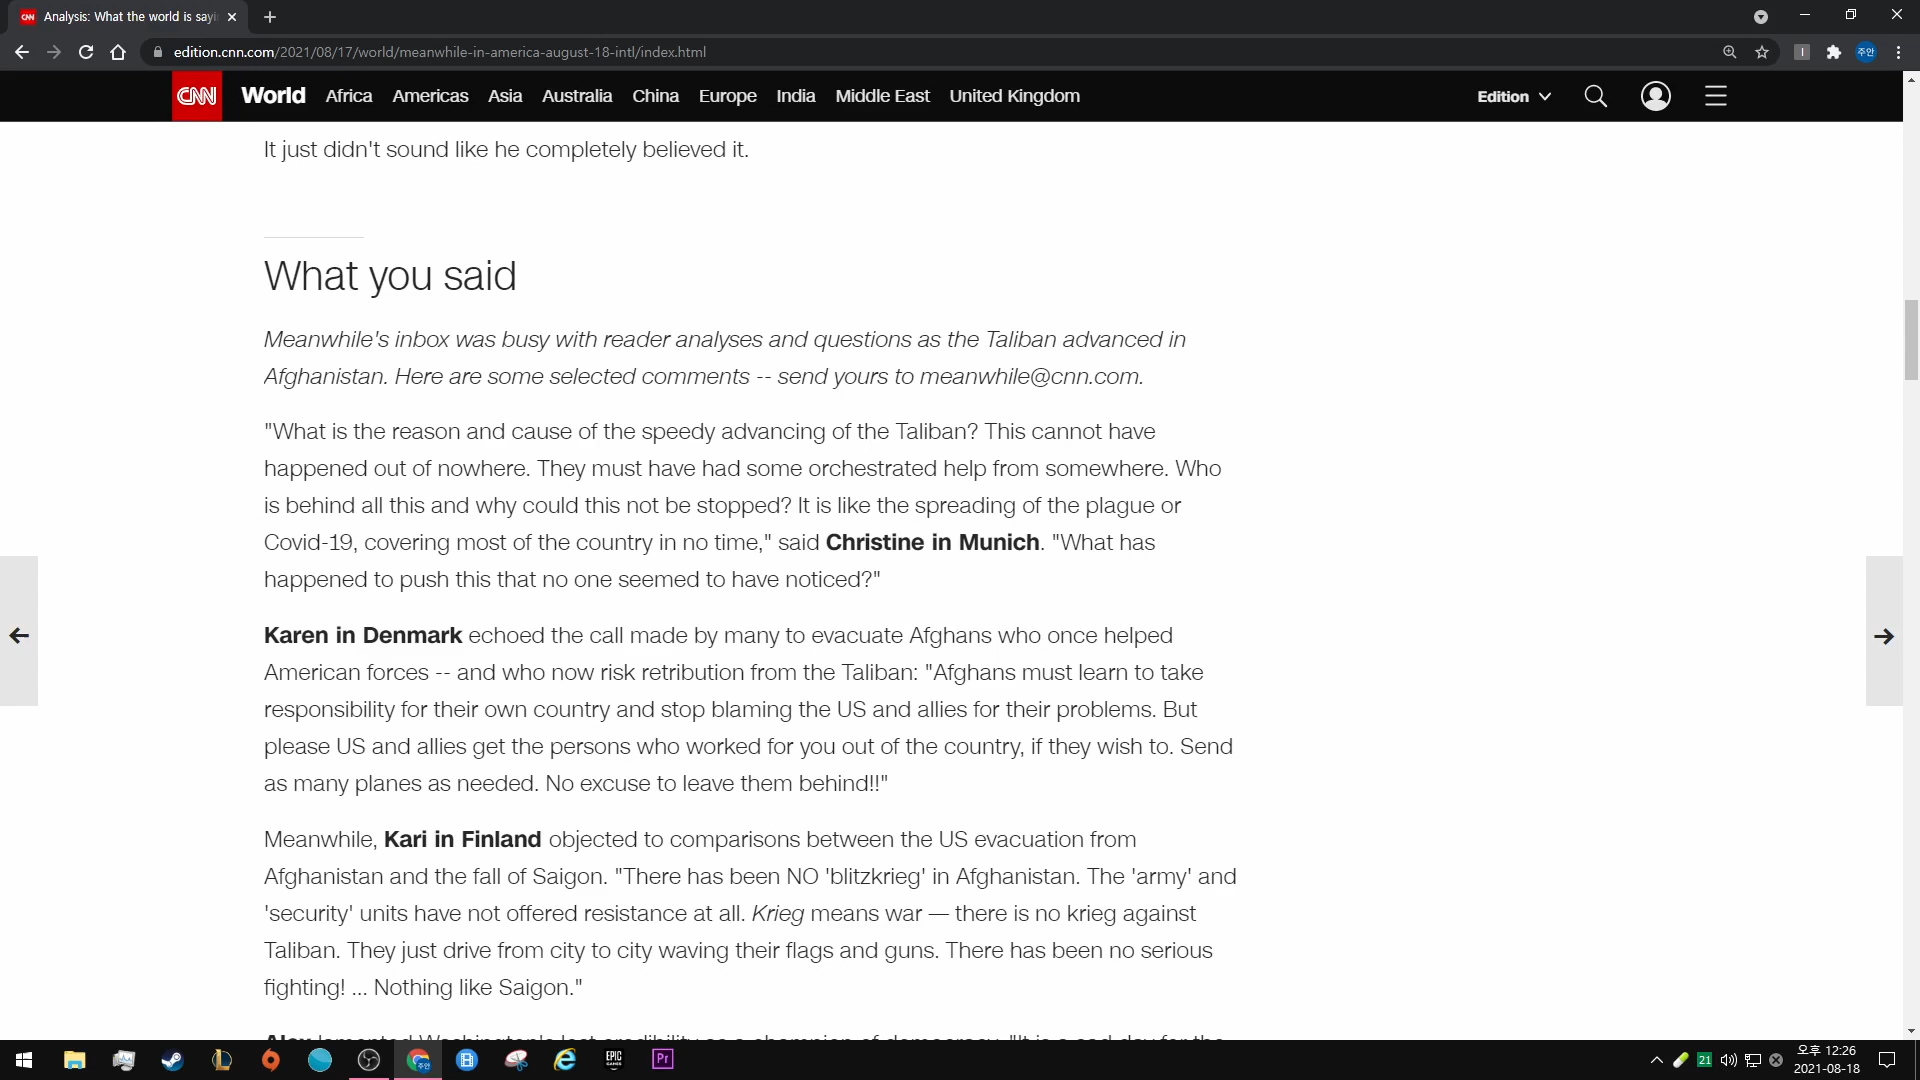 Analysis: What the world is sayi
edition.cnn.com/2021/08/17/world/meanwhile-in-america-august-18-intl/index.html
주안
CNN World Africa Americas Asia Australia China Europe India Middle East United Kingdom Edition
It just didn't sound like he completely believed it.
What you said
Meanwhile's inbox was busy with reader analyses and questions as the Taliban advanced in
Afghanistan. Here are some selected comments -- send yours to meanwhile@cnn.com.
"What is the reason and cause of the speedy advancing of the Taliban? This cannot have
happened out of nowhere. They must have had some orchestrated help from somewhere. Who
is behind all this and why could this not be stopped? It is like the spreading of the plague or
Covid-19, covering most of the country in no time," said Christine in Munich. "What has
happened to push this that no one seemed to have noticed?"
Karen in Denmark echoed the call made by many to evacuate Afghans who once helped
American forces -- and who now risk retribution from the Taliban: "Afghans must learn to take
responsibility for their own country and stop blaming the US and allies for their problems. But
please US and allies get the persons who worked for you out of the country, if they wish to. Send
as many planes as needed. No excuse to leave them behind!!"
Meanwhile, Kari in Finland objected to comparisons between the US evacuation from
Afghanistan and the fall of Saigon. "There has been NO 'blitzkrieg' in Afghanistan. The 'army' and
'security' units have not offered resistance at all. Krieg means war — there is no krieg against
Taliban. They just drive from city to city waving their flags and guns. There has been no serious
fighting! ... Nothing like Saigon."
EPIC GAMES
Pr
21
오후 12:26
2021-08-18